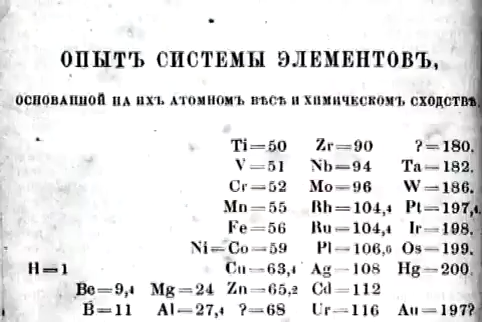 ОПЫТЪ СИСТЕМЫ ЭЛЕМЕНТОВЪ,
ОСНОВАННОЙ НА ИХЪ АТОМНОМЪ ВѢСѢ И ХИМИЧЕСКОМЪ СХОДСТВѢ.
Ti=50 Zr=90 ?=180.
V=51 Nb=94 Ta=182.
Cr=52 Mo=96 W=186.
Mn=55 Rh=104,4 Pt=197,4.
Fe=56 Ru=104,4 Ir=198.
Ni=Co=59 Pl=106,6 Os=199.
H=1 Cu=63,4 Ag=108 Hg=200.
Be=9,4 Mg=24 Zn=65,2 Cd=112
B=11 Al=27,4 ?=68 Ur=116 Au=197?